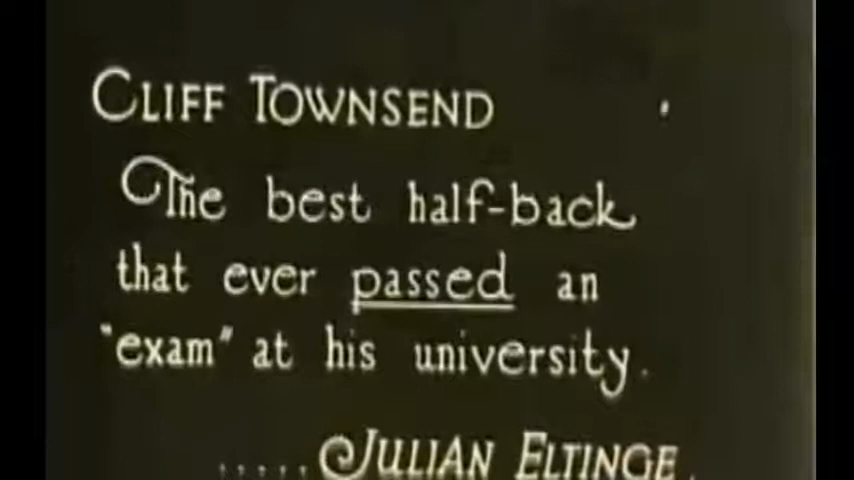 CLIFF TOWNSEND
The best half-back
that ever passed an
"exam" at his university.
..... JULIAN ELTINGE.